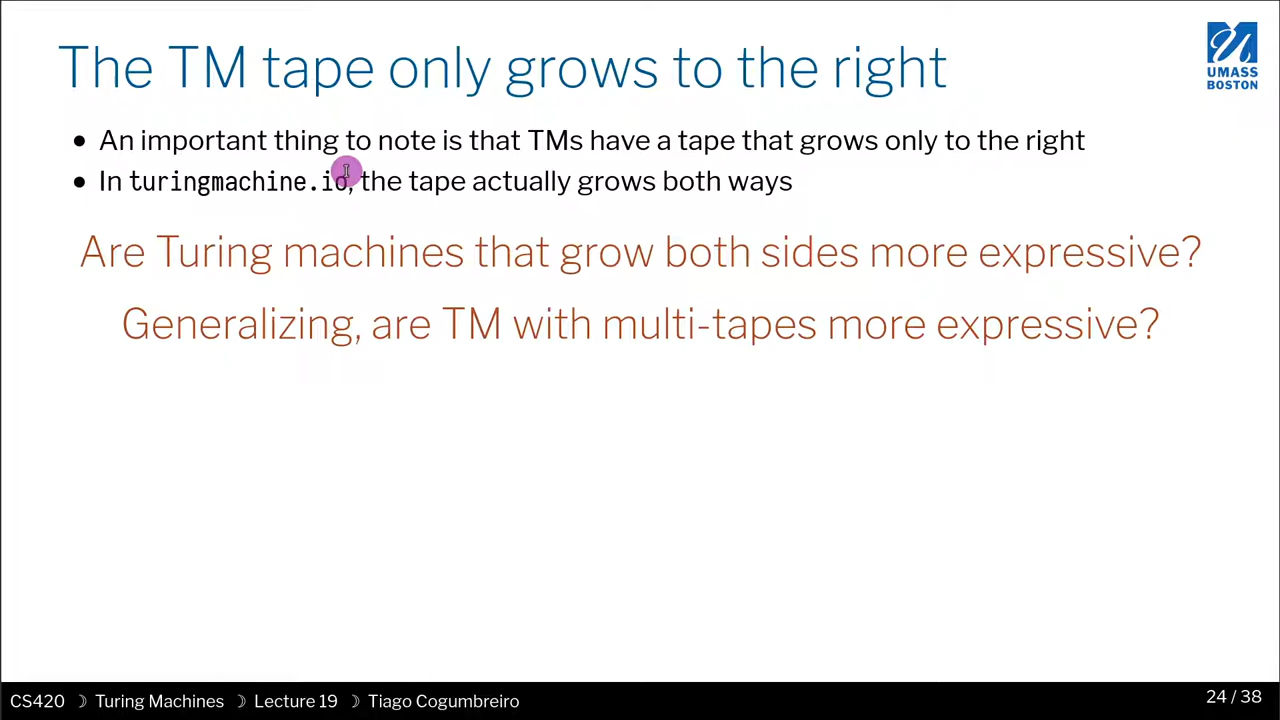 The TM tape only grows to the right
UMASS
BOSTON
• An important thing to note is that TMs have a tape that grows only to the right
• In turingmachine.io, the tape actually grows both ways
Are Turing machines that grow both sides more expressive?
Generalizing, are TM with multi-tapes more expressive?
CS420 ☽ Turing Machines ☽ Lecture 19 ☽ Tiago Cogumbreiro
24 / 38